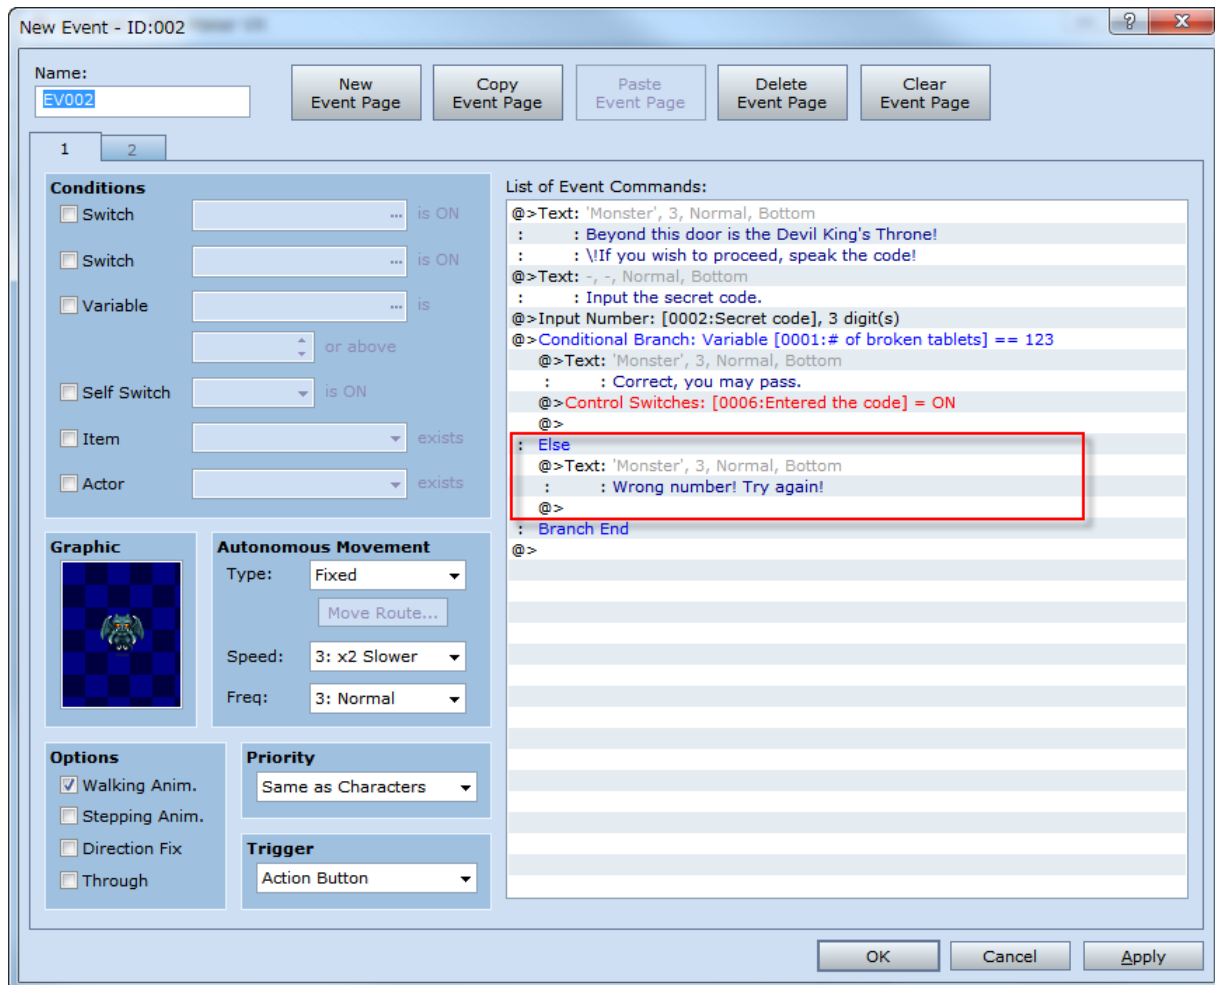 New Event - ID:002
Name:
EV002
New
Event Page
Copy
Event Page
Paste
Event Page
Delete
Event Page
Clear
Event Page
1
2
Conditions
Switch ... is ON
Switch ... is ON
Variable ... is
or above
Self Switch is ON
Item exists
Actor exists
Graphic
Autonomous Movement
Type: Fixed
Move Route...
Speed: 3: x2 Slower
Freq: 3: Normal
Options
Walking Anim.
Stepping Anim.
Direction Fix
Through
Priority
Same as Characters
Trigger
Action Button
List of Event Commands:
@>Text: 'Monster', 3, Normal, Bottom
: : Beyond this door is the Devil King's Throne!
: : \!If you wish to proceed, speak the code!
@>Text: -, -, Normal, Bottom
: : Input the secret code.
@>Input Number: [0002:Secret code], 3 digit(s)
@>Conditional Branch: Variable [0001:# of broken tablets] == 123
@>Text: 'Monster', 3, Normal, Bottom
: : Correct, you may pass.
@>Control Switches: [0006:Entered the code] = ON
@>
: Else
@>Text: 'Monster', 3, Normal, Bottom
: : Wrong number! Try again!
@>
: Branch End
@>
OK
Cancel
Apply